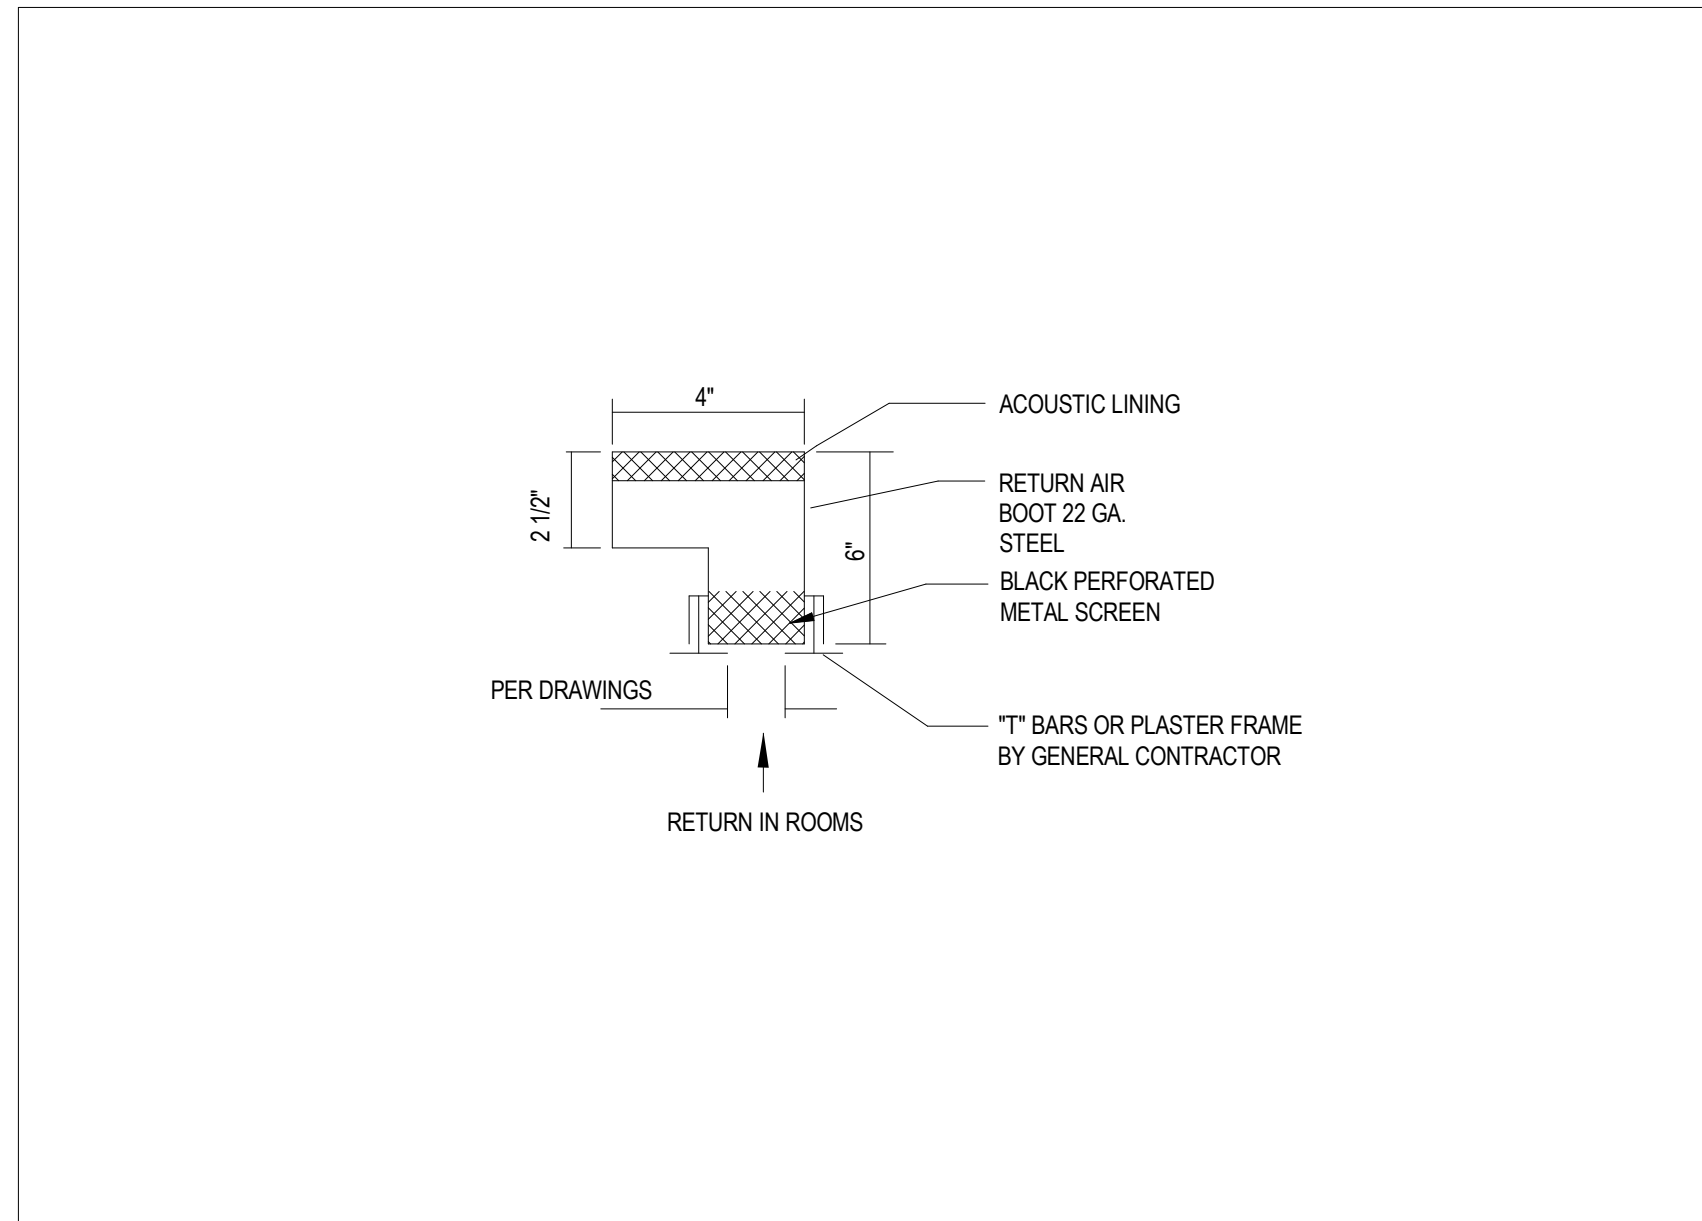 4"
ACOUSTIC LINING
2 1/2"
RETURN AIR
BOOT 22 GA.
STEEL
6"
BLACK PERFORATED
METAL SCREEN
PER DRAWINGS
"T" BARS OR PLASTER FRAME
BY GENERAL CONTRACTOR
RETURN IN ROOMS